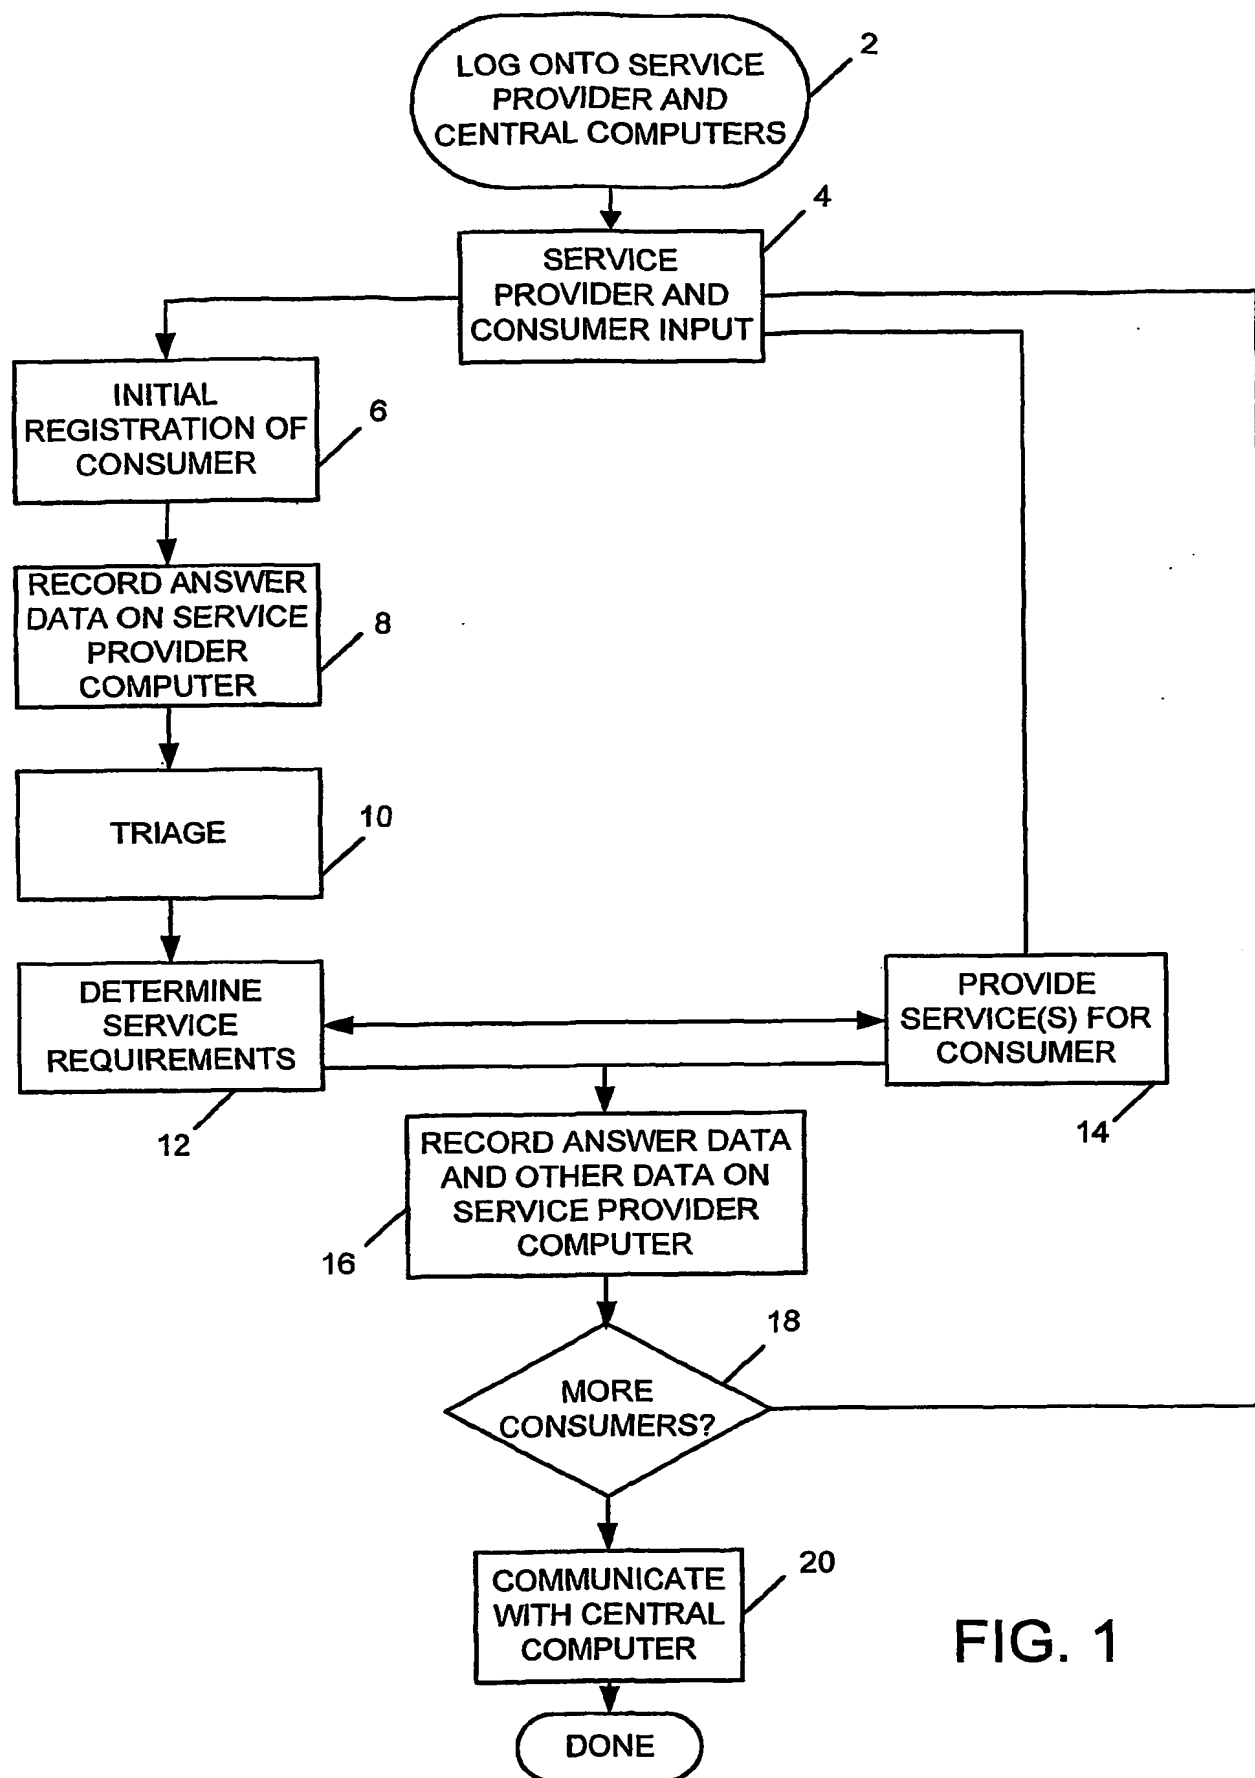 LOG ONTO SERVICE
PROVIDER AND
CENTRAL COMPUTERS
2
4
SERVICE
PROVIDER AND
CONSUMER INPUT
INITIAL
REGISTRATION OF
CONSUMER
6
RECORD ANSWER
DATA ON SERVICE
PROVIDER
COMPUTER
8
TRIAGE
10
DETERMINE
SERVICE
REQUIREMENTS
12
PROVIDE
SERVICE(S) FOR
CONSUMER
14
RECORD ANSWER DATA
AND OTHER DATA ON
SERVICE PROVIDER
COMPUTER
16
18
MORE
CONSUMERS?
20
COMMUNICATE
WITH CENTRAL
COMPUTER
FIG. 1
DONE